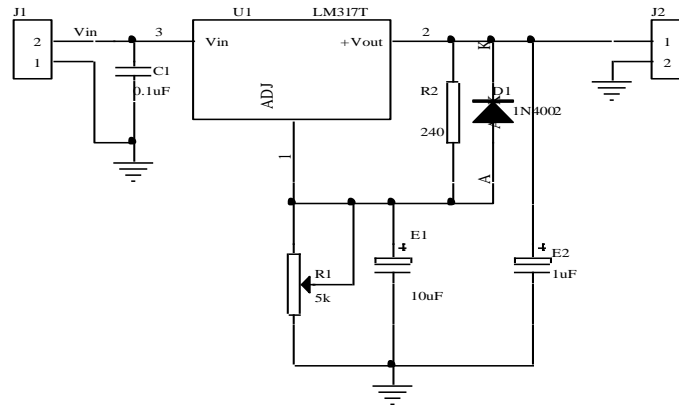 J1
U1 LM317T
J2
2 Vin 3
Vin
+Vout
2
1
1
2
C1
0.1uF
ADJ
1
R2
240
K
D1
A
1N4002
A
E1
+
10uF
R1
5k
+
E2
1uF